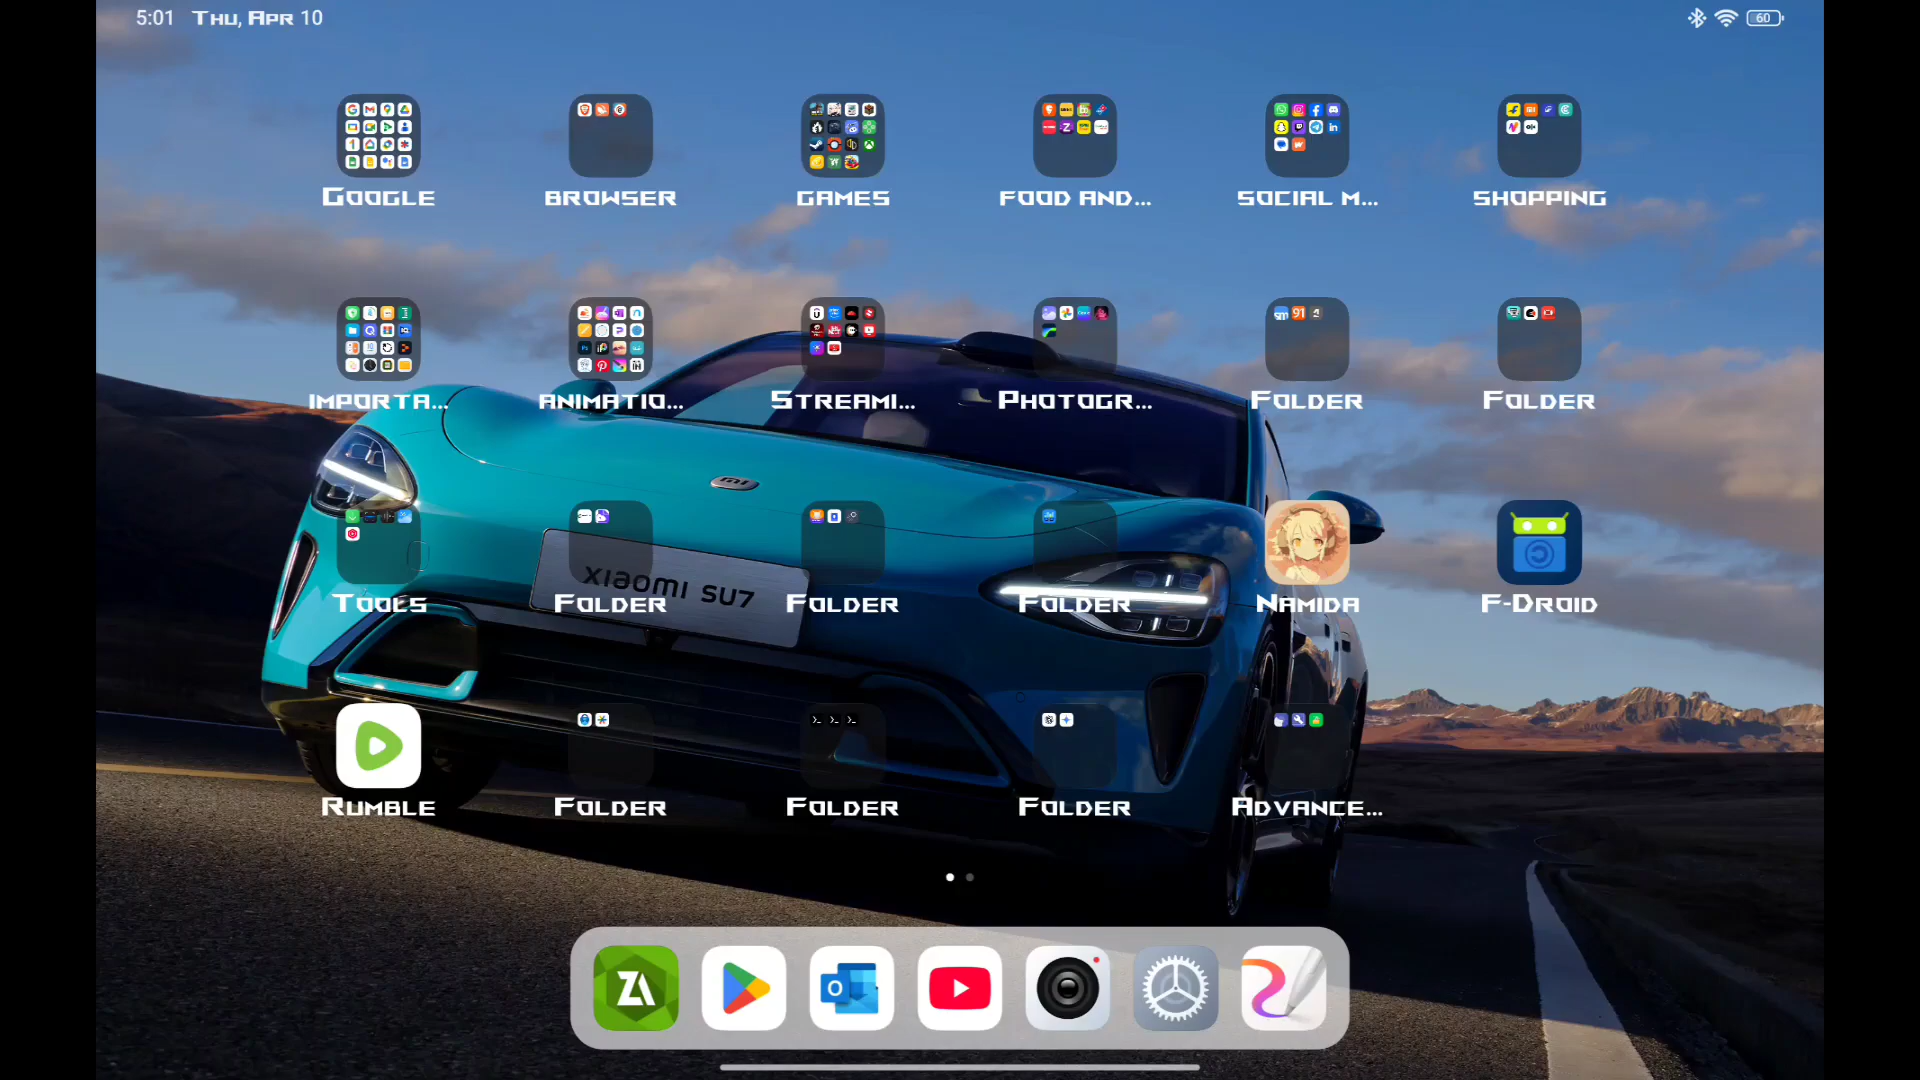 5:01 Thu, Apr 10
60
Google BROWSER GAMES FOOD AND... SOCIAL M... SHOPPING
IMPORTA... ANIMATIO... Streami... Photogr... Folder Folder
Tools Folder Folder Folder Namida F-Droid
xiaomi SU7
Rumble Folder Folder Folder Advance...